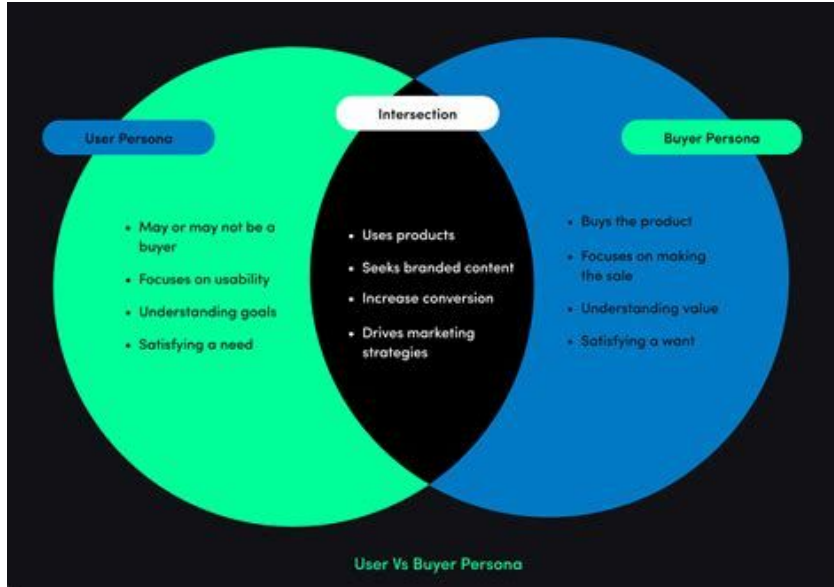 User Persona
Intersection
Buyer Persona
• May or may not be a
buyer
• Focuses on usability
• Understanding goals
• Satisfying a need
• Uses products
• Seeks branded content
• Increase conversion
• Drives marketing
strategies
• Buys the product
• Focuses on making
the sale
• Understanding value
• Satisfying a want
User Vs Buyer Persona